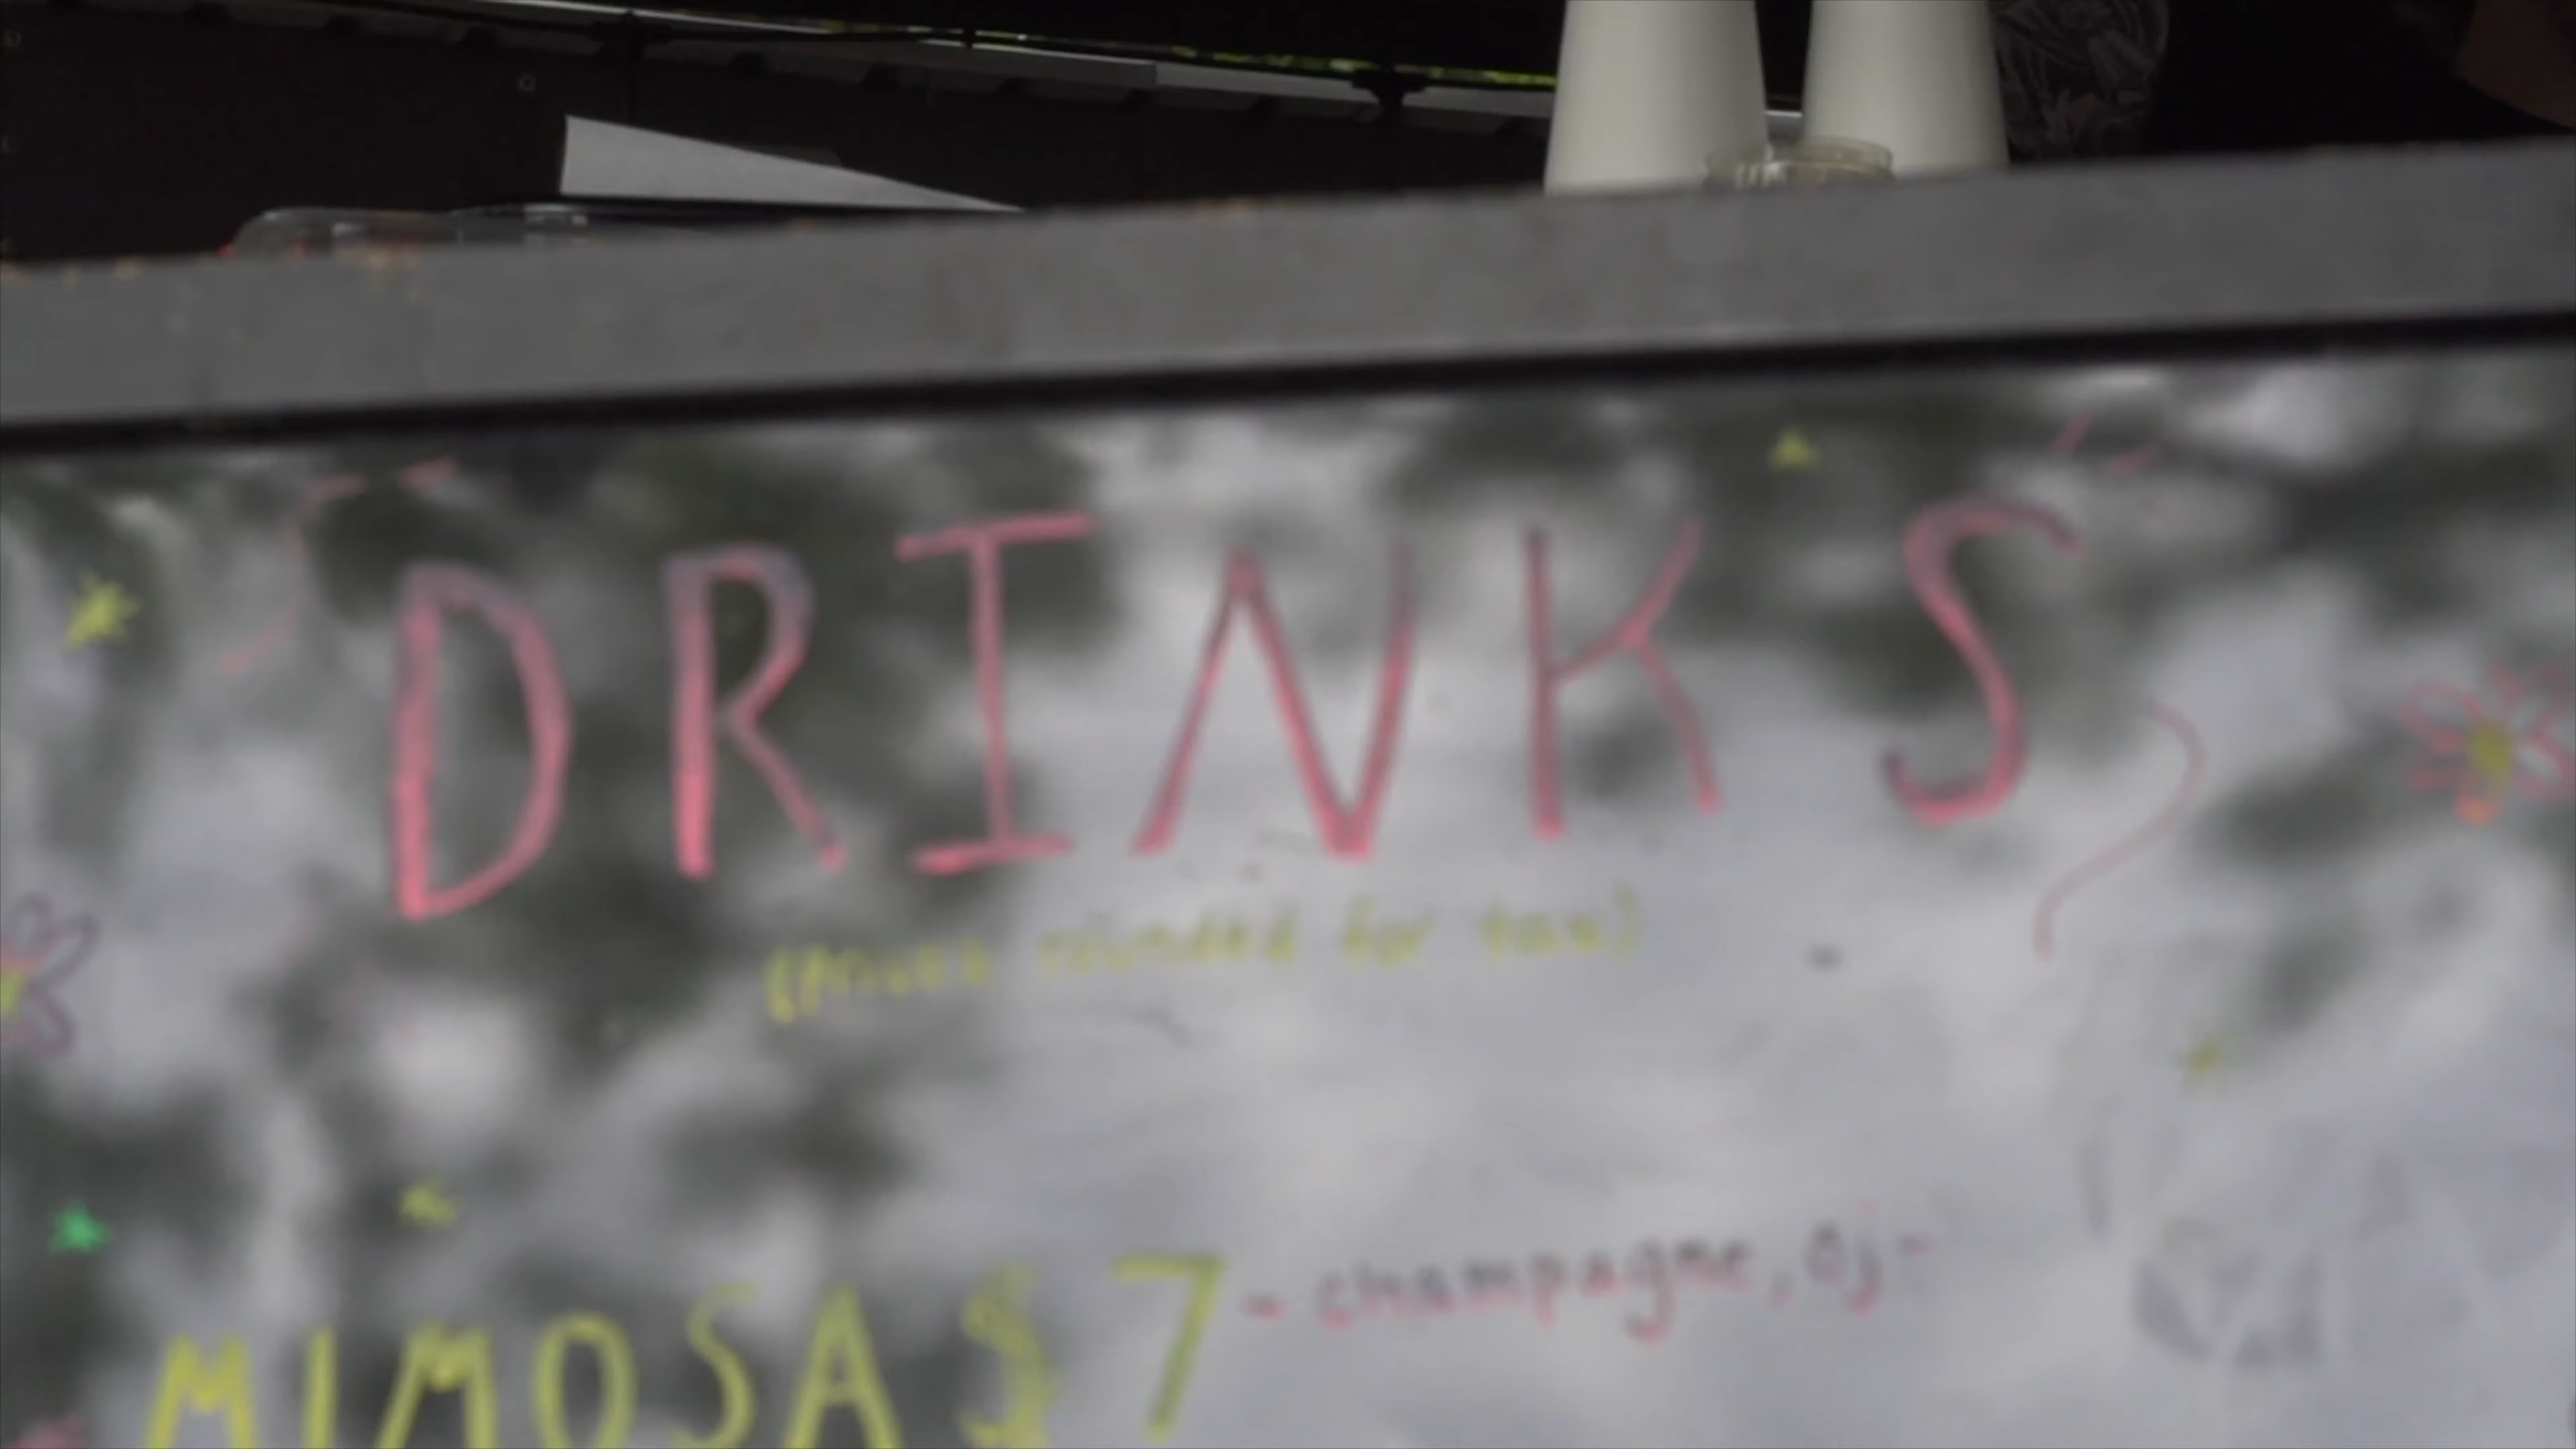 DRINKS
(prices rounded for tax)
MIMOSA $7 - champagne, oj -